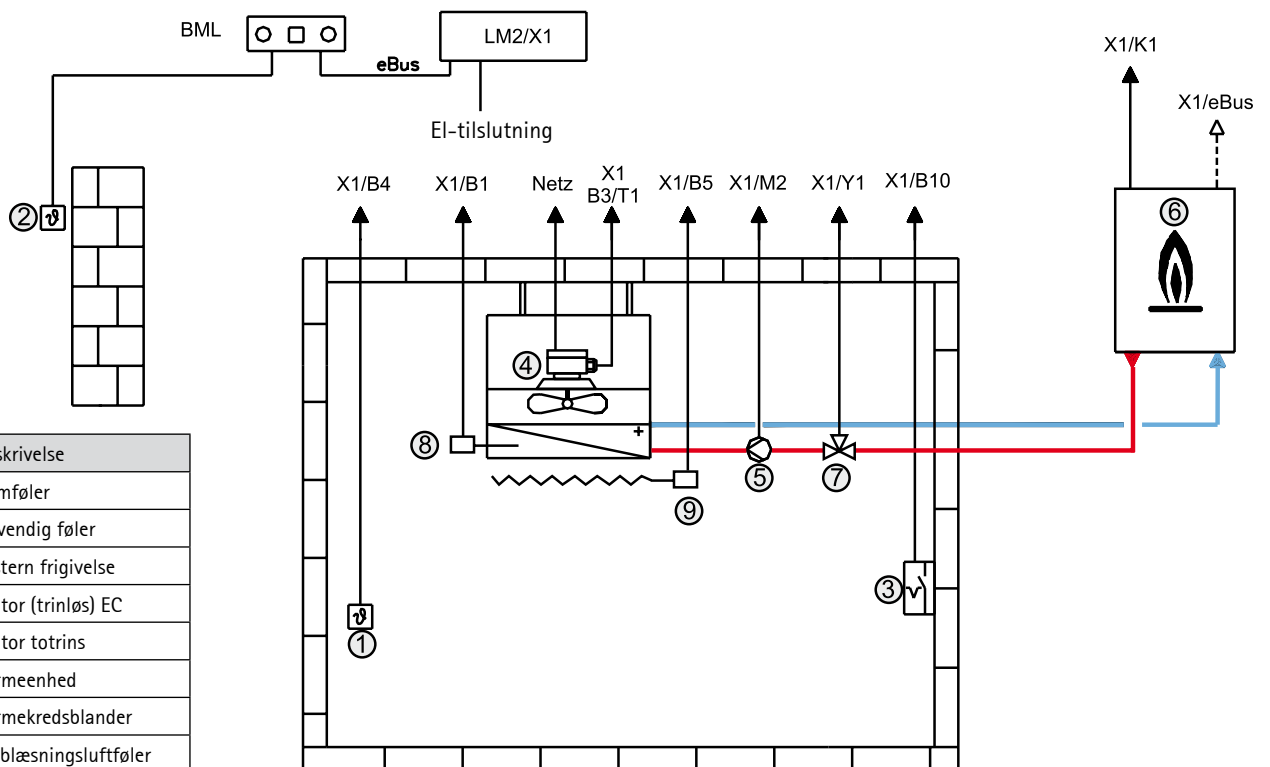 BML
LM2/X1
eBus
El-tilslutning
X1/K1
X1/eBus
X1/B4
X1/B1
Netz
X1
B3/T1
X1/B5
X1/M2
X1/Y1
X1/B10
2
6
4
8
5
7
9
3
1
skrivelse
mføler
vendig føler
tern frigivelse
tor (trinløs) EC
tor totrins
rmeenhed
rmekredsblander
blæsningsluftføler